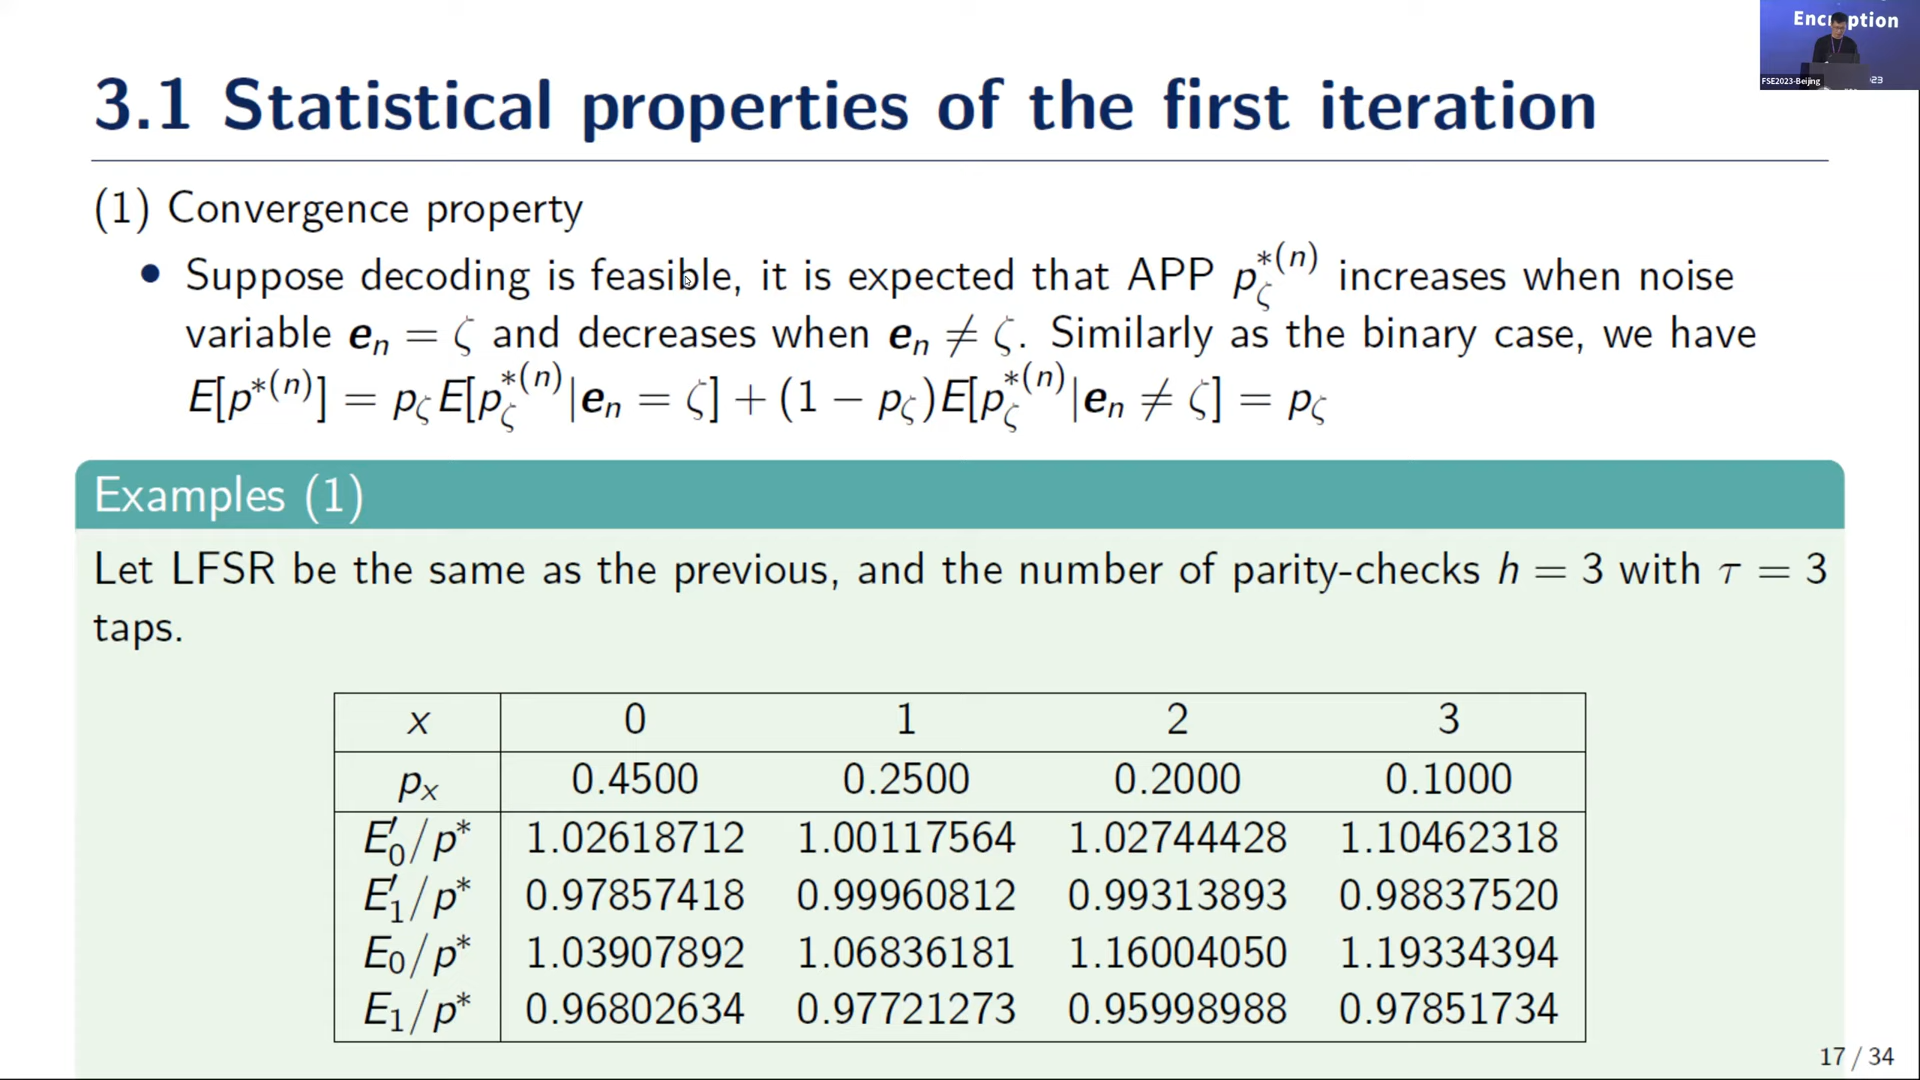 Encryption
FSE2023-Beijing
3.1 Statistical properties of the first iteration
(1) Convergence property
• Suppose decoding is feasible, it is expected that APP p_ζ^{*(n)} increases when noise
variable e_n = ζ and decreases when e_n ≠ ζ. Similarly as the binary case, we have
E[p^{*(n)}] = p_ζ E[p_ζ^{*(n)}|e_n = ζ] + (1 − p_ζ)E[p_ζ^{*(n)}|e_n ≠ ζ] = p_ζ
Examples (1)
Let LFSR be the same as the previous, and the number of parity-checks h = 3 with τ = 3
taps.
x 0 1 2 3
p_x 0.4500 0.2500 0.2000 0.1000
E′_0/p* 1.02618712 1.00117564 1.02744428 1.10462318
E′_1/p* 0.97857418 0.99960812 0.99313893 0.98837520
E_0/p* 1.03907892 1.06836181 1.16004050 1.19334394
E_1/p* 0.96802634 0.97721273 0.95998988 0.97851734
17 / 34